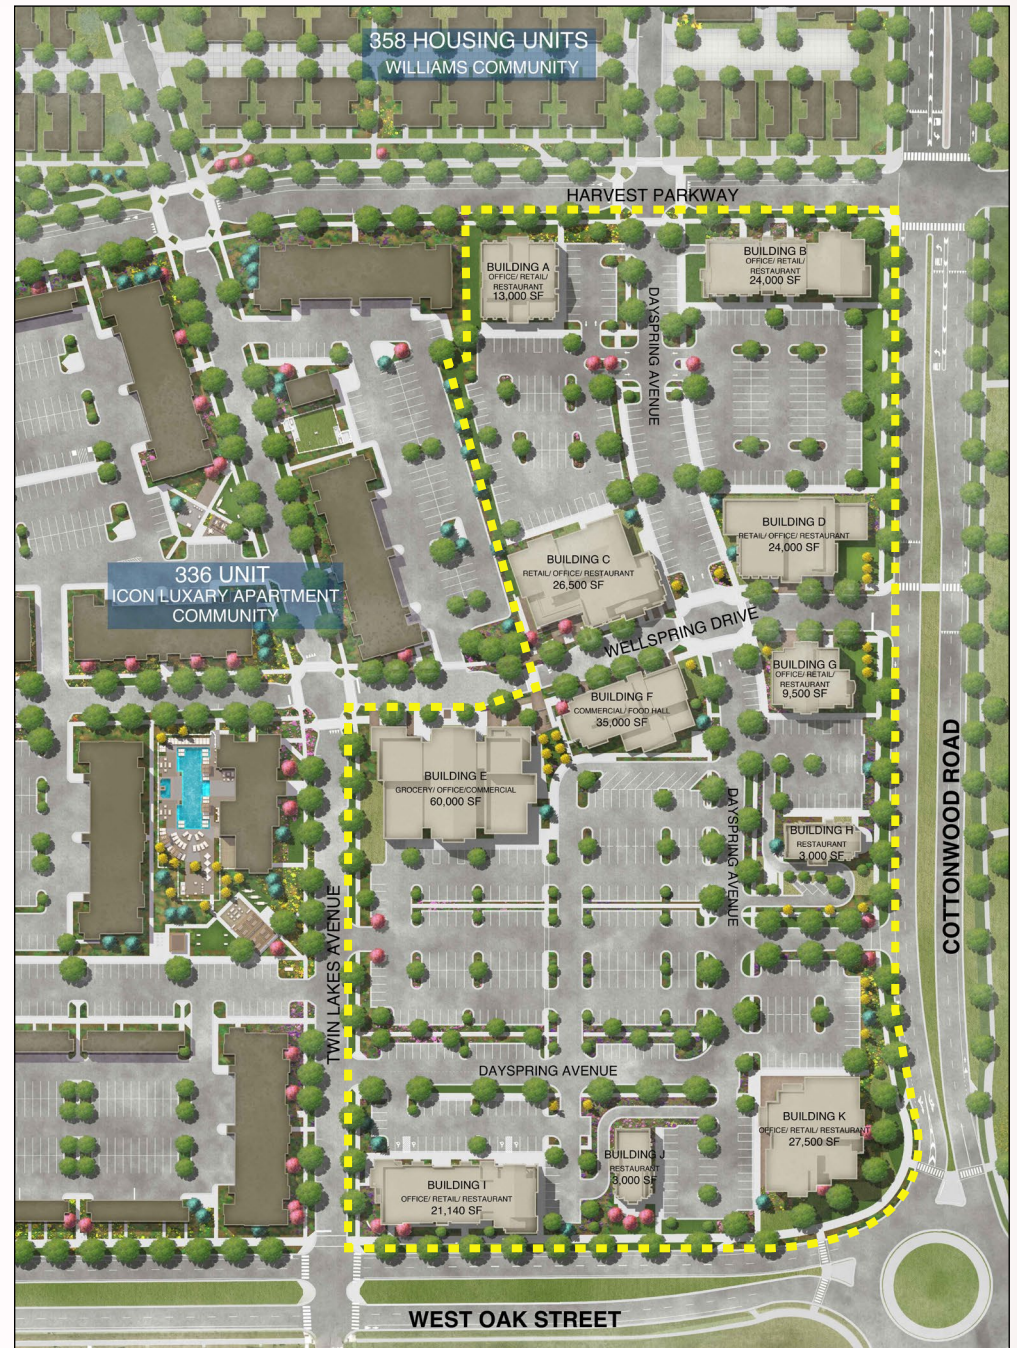 358 HOUSING UNITS
WILLIAMS COMMUNITY
HARVEST PARKWAY
BUILDING A
OFFICE/ RETAIL/
RESTAURANT
13,000 SF
BUILDING B
OFFICE/ RETAIL/
RESTAURANT
24,000 SF
DAYSPRING AVENUE
BUILDING C
RETAIL/ OFFICE/ RESTAURANT
26,500 SF
BUILDING D
RETAIL/ OFFICE/ RESTAURANT
24,000 SF
336 UNIT
ICON LUXARY APARTMENT
COMMUNITY
WELLSPRING DRIVE
BUILDING G
OFFICE/ RETAIL/
RESTAURANT
9,500 SF
BUILDING F
COMMERCIAL/ FOOD HALL
35,000 SF
BUILDING E
GROCERY/ OFFICE/COMMERCIAL
60,000 SF
DAYSPRING AVENUE
BUILDING H
RESTAURANT
3,000 SF
COTTONWOOD ROAD
TWIN LAKES AVENUE
DAYSPRING AVENUE
BUILDING K
OFFICE/ RETAIL/ RESTAURANT
27,500 SF
BUILDING J
RESTAURANT
3,000 SF
BUILDING I
OFFICE/ RETAIL/ RESTAURANT
21,140 SF
WEST OAK STREET